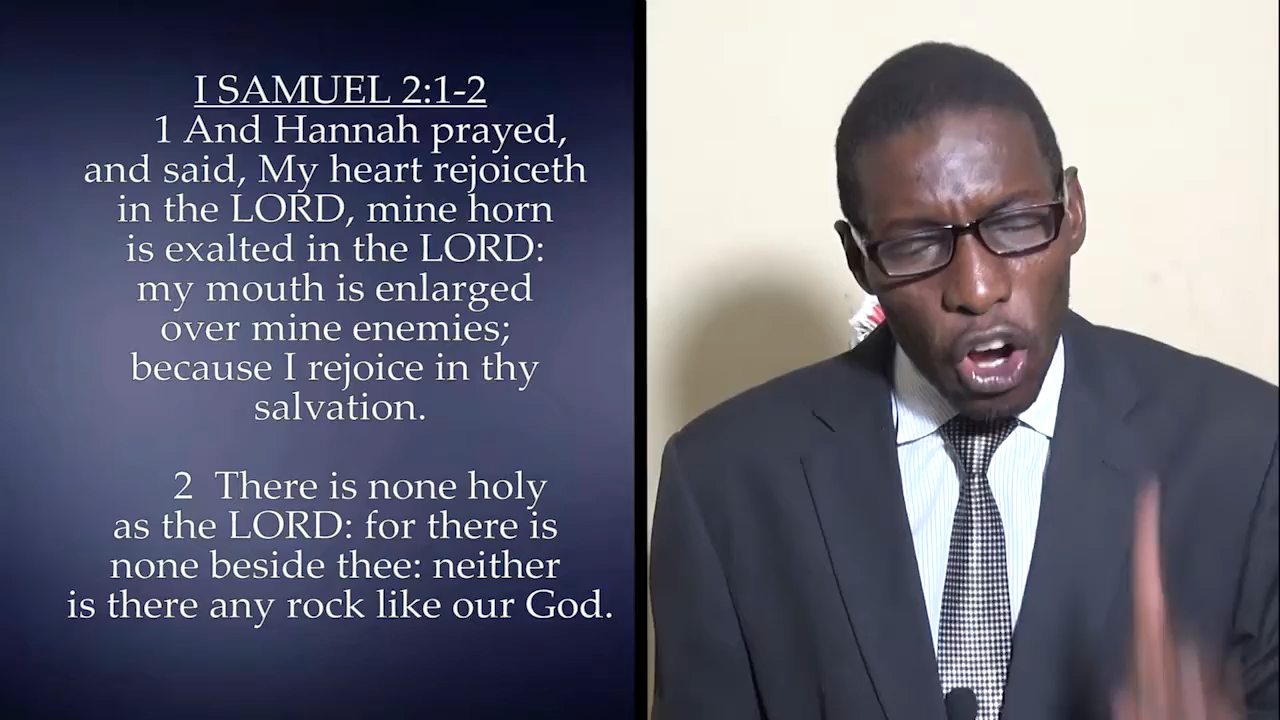 I SAMUEL 2:1-2
1 And Hannah prayed,
and said, My heart rejoiceth
in the LORD, mine horn
is exalted in the LORD:
my mouth is enlarged
over mine enemies;
because I rejoice in thy
salvation.
2 There is none holy
as the LORD: for there is
none beside thee: neither
is there any rock like our God.